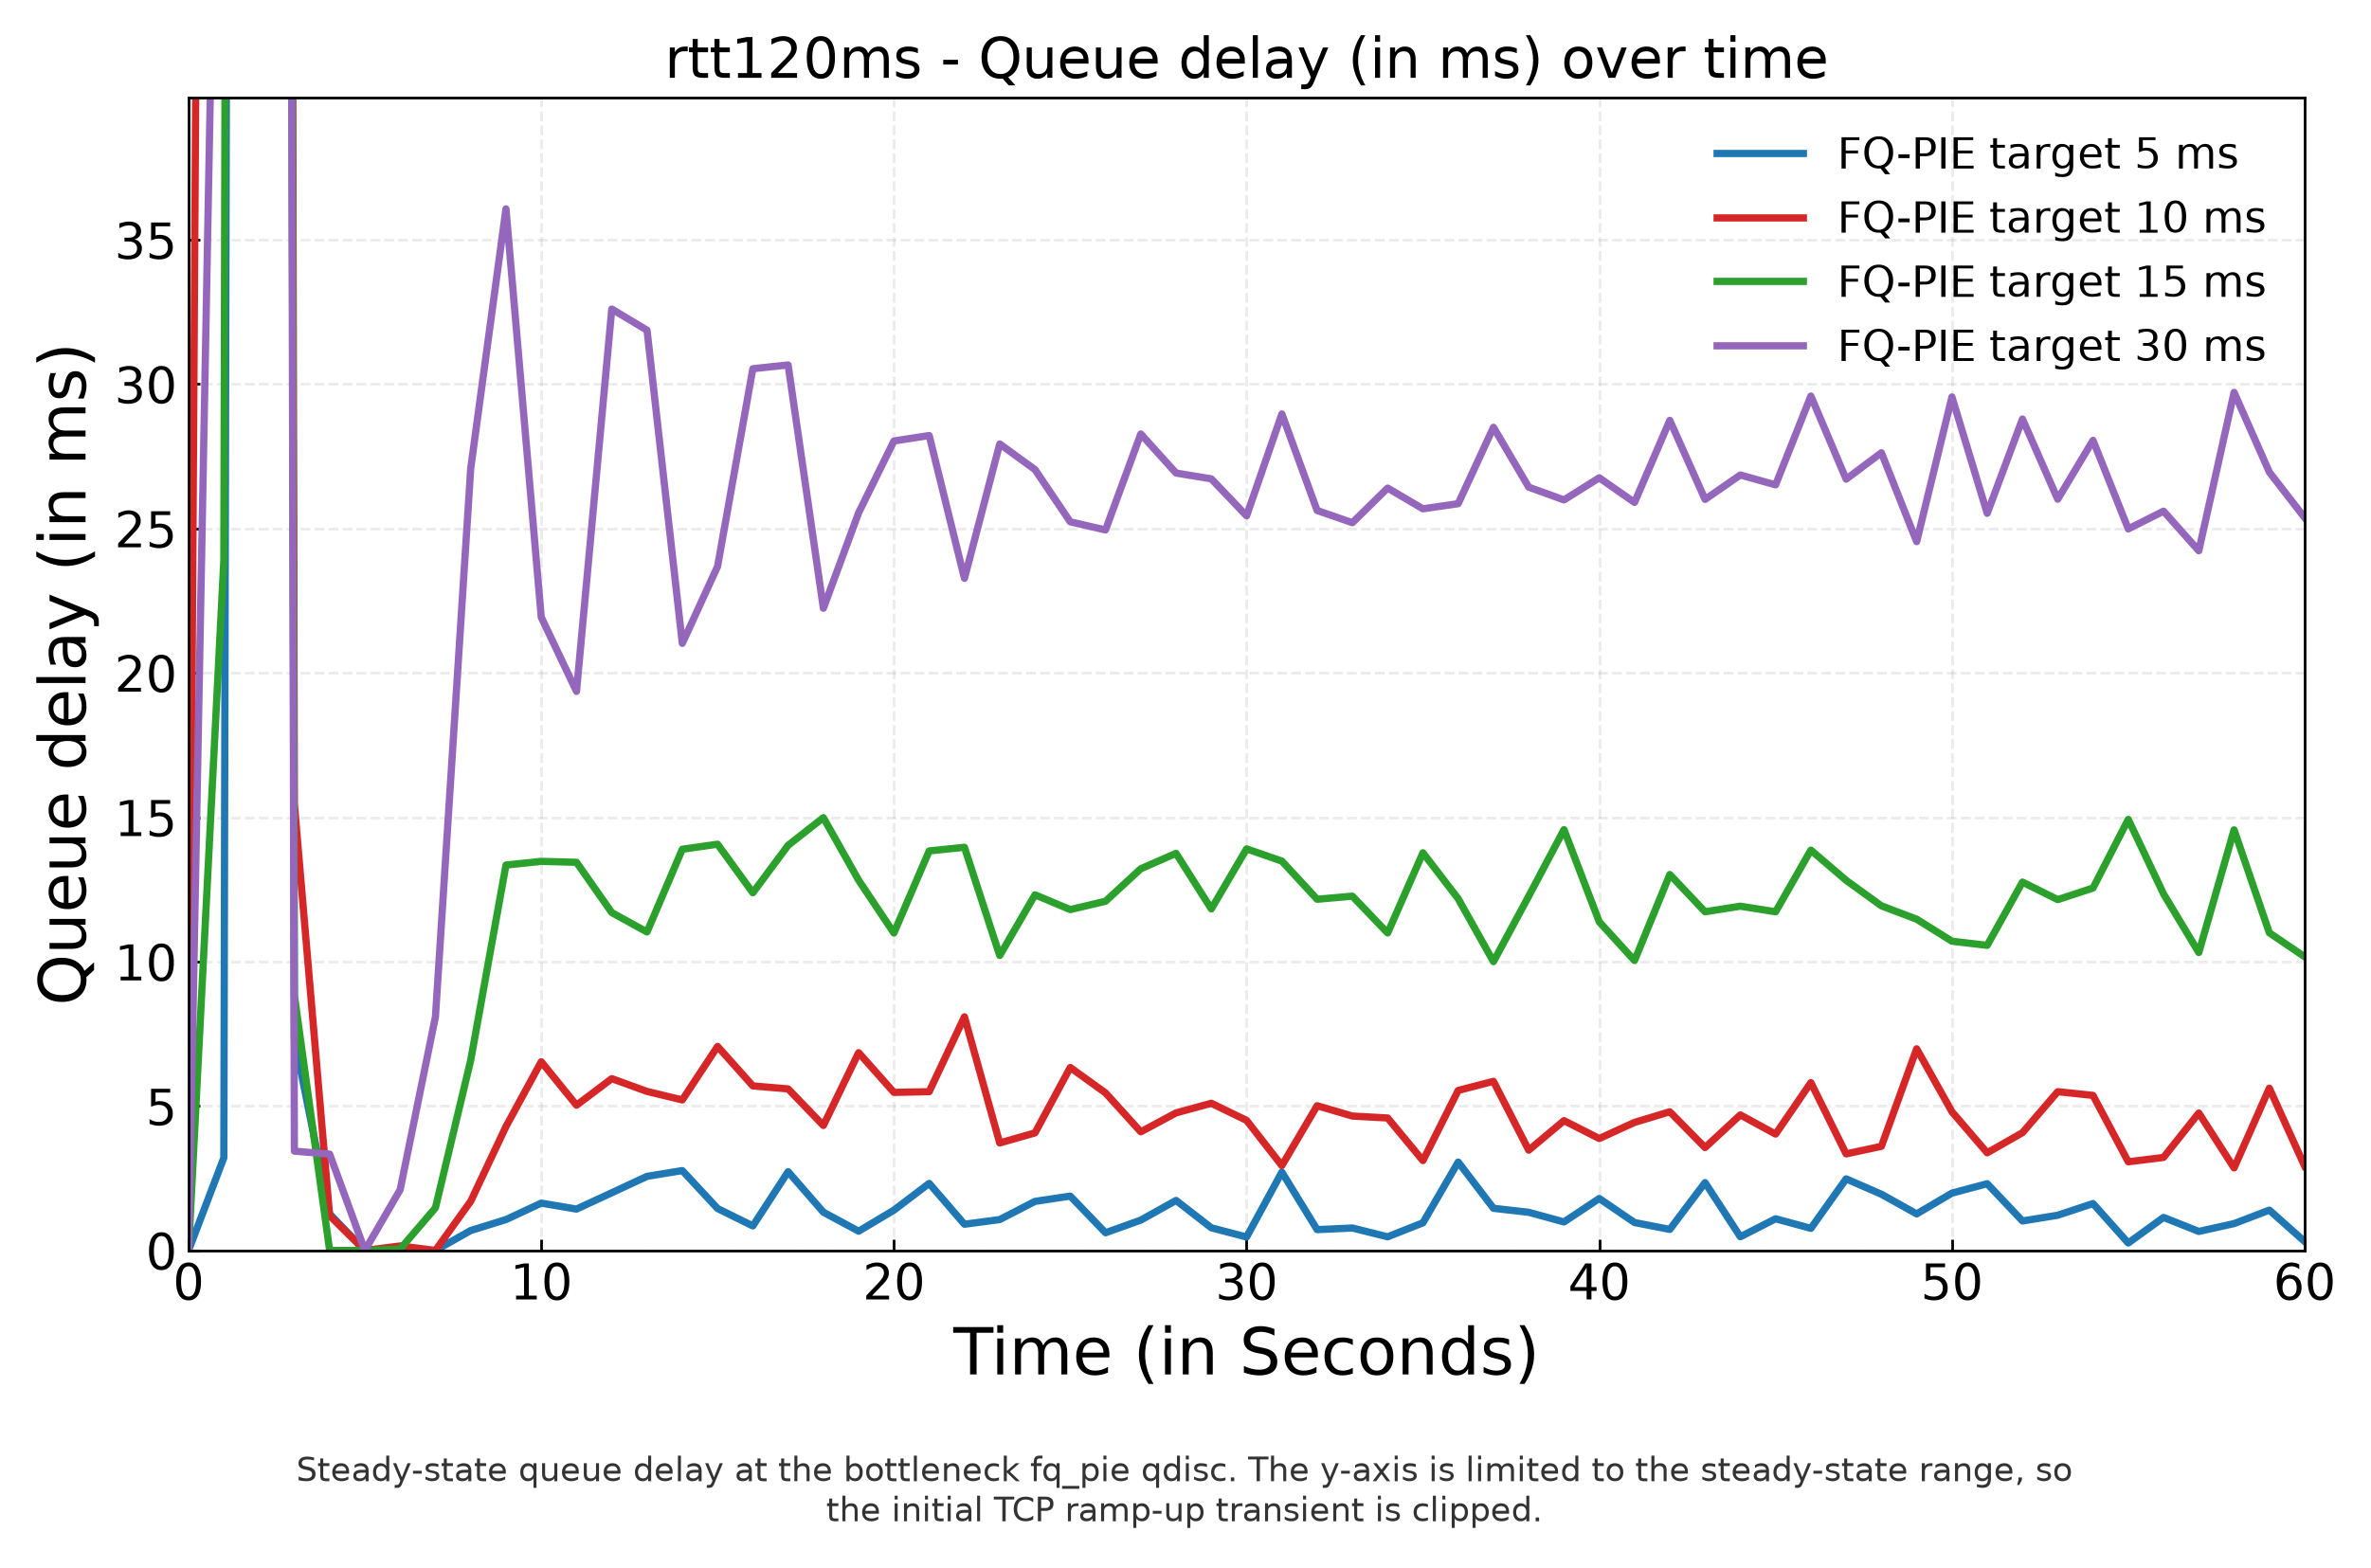 rtt120ms - Queue delay (in ms) over time
FQ-PIE target 5 ms
FQ-PIE target 10 ms
FQ-PIE target 15 ms
FQ-PIE target 30 ms
Queue delay (in ms)
35
30
25
20
15
10
5
0
0 10 20 30 40 50 60
Time (in Seconds)
Steady-state queue delay at the bottleneck fq_pie qdisc. The y-axis is limited to the steady-state range, so
the initial TCP ramp-up transient is clipped.